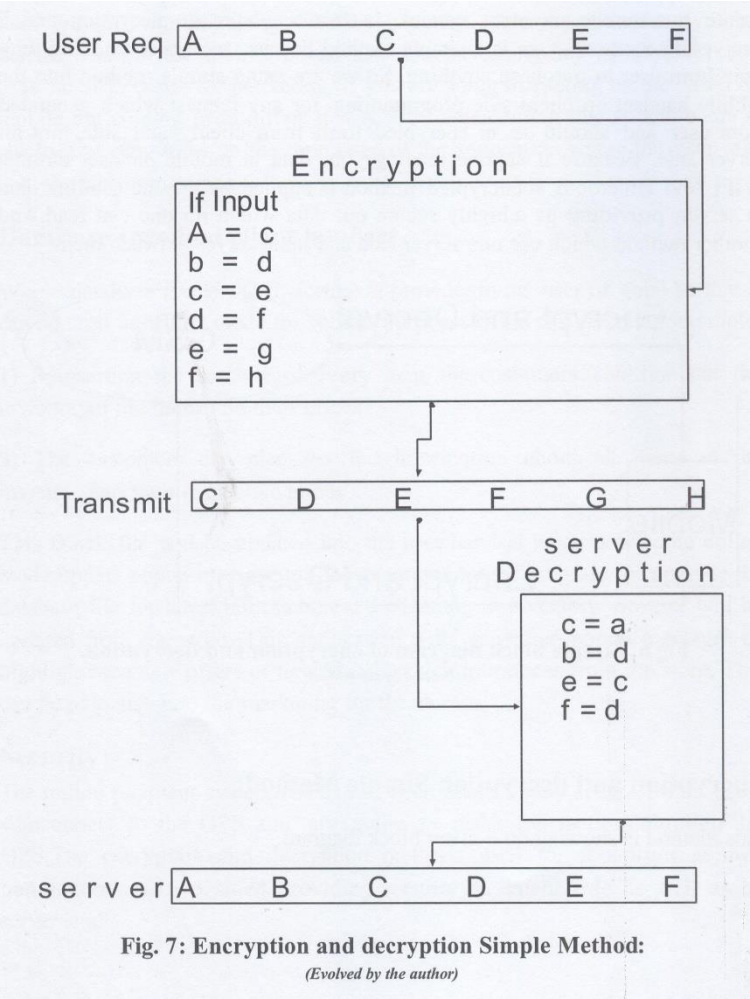 User Req A B C D E F
Encryption
If Input
A = c
b = d
c = e
d = f
e = g
f = h
Transmit C D E F G H
server
Decryption
c = a
b = d
e = c
f = d
server A B C D E F
Fig. 7: Encryption and decryption Simple Method:
(Evolved by the author)